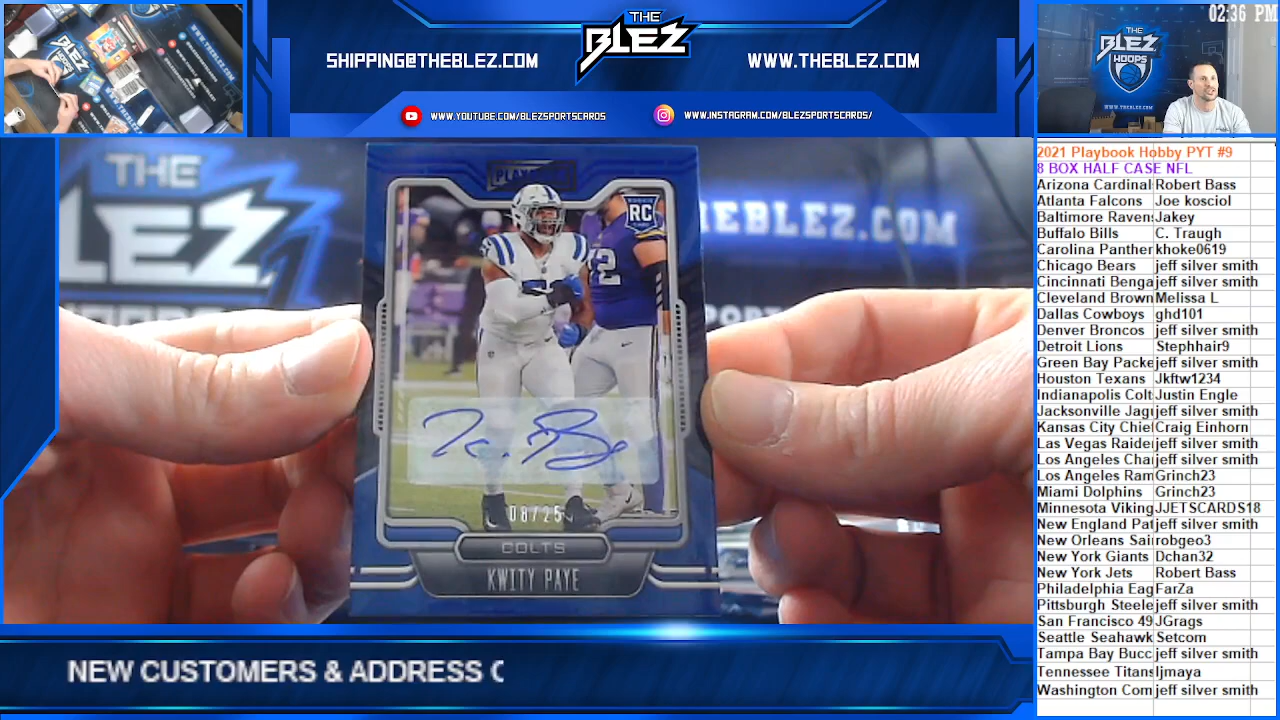 02:36 PM
THE
BLEZ
SHIPPING@THEBLEZ.COM
WWW.THEBLEZ.COM
WWW.YOUTUBE.COM/BLEZSPORTSCARDS
WWW.INSTAGRAM.COM/BLEZSPORTSCARDS/
THE
BLEZ
HOOPS
WWW.THEBLEZ.COM
THE
LEZ
HEBLEZ.COM
PLAYBOOK
RC
08/25
COLTS
KWITY PAYE
NEW CUSTOMERS & ADDRESS C
2021 Playbook Hobby PYT #9
8 BOX HALF CASE NFL
Arizona Cardinal Robert Bass
Atlanta Falcons Joe kosciol
Baltimore Raven Jakey
Buffalo Bills C. Traugh
Carolina Panther khoke0619
Chicago Bears jeff silver smith
Cincinnati Benga jeff silver smith
Cleveland Brown Melissa L
Dallas Cowboys ghd101
Denver Broncos jeff silver smith
Detroit Lions Stephhair9
Green Bay Packe jeff silver smith
Houston Texans Jkftw1234
Indianapolis Colt Justin Engle
Jacksonville Jag jeff silver smith
Kansas City Chie Craig Einhorn
Las Vegas Raide jeff silver smith
Los Angeles Cha jeff silver smith
Los Angeles Ram Grinch23
Miami Dolphins Grinch23
Minnesota Viking JJETSCARDS18
New England Pat jeff silver smith
New Orleans Sai robgeo3
New York Giants Dchan32
New York Jets Robert Bass
Philadelphia Eag FarZa
Pittsburgh Steele jeff silver smith
San Francisco 49 JGrags
Seattle Seahawk Setcom
Tampa Bay Bucc jeff silver smith
Tennessee Titans ljmaya
Washington Com jeff silver smith